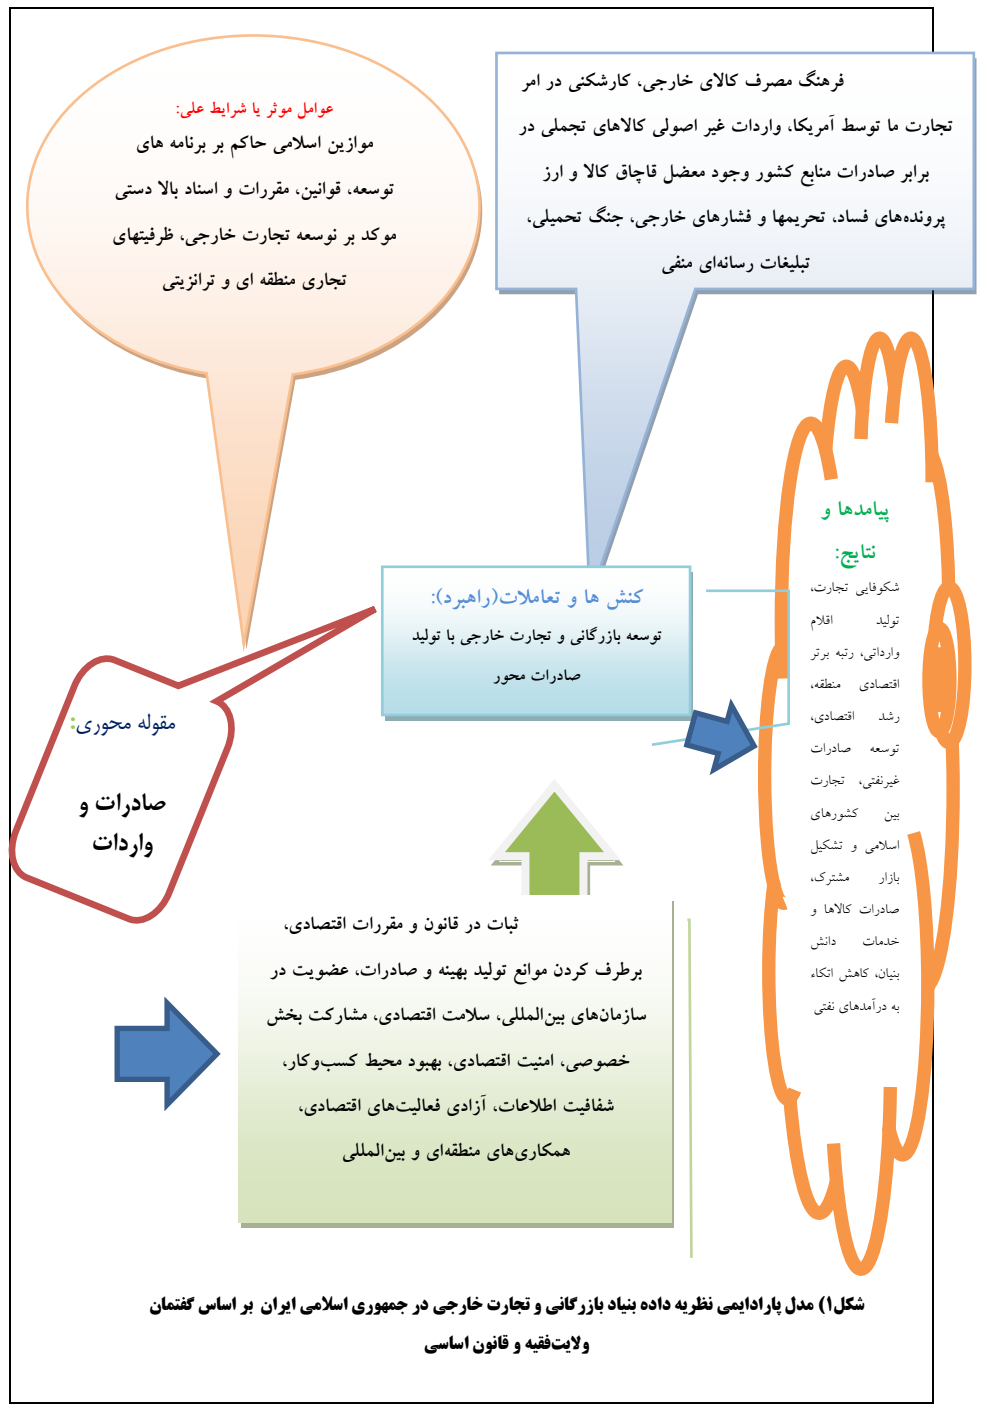 فرهنگ مصرف کالای خارجی، کارشکنی در امر
تجارت ما توسط آمریکا، واردات غیر اصولی کالاهای تجملی در
برابر صادرات منابع کشور وجود معضل قاچاق کالا و ارز
پرونده‌های فساد، تحریمها و فشارهای خارجی، جنگ تحمیلی،
تبلیغات رسانه‌ای منفی
عوامل موثر یا شرایط علی:
موازین اسلامی حاکم بر برنامه های
توسعه، قوانین، مقررات و اسناد بالا دستی
موکد بر توسعه تجارت خارجی، ظرفیتهای
تجاری منطقه ای و ترانزیتی
پیامدها و
نتایج:
شکوفایی تجارت،
تولید اقلام
وارداتی، رتبه برتر
اقتصادی منطقه،
رشد اقتصادی،
توسعه صادرات
غیرنفتی، تجارت
بین کشورهای
اسلامی و تشکیل
بازار مشترک،
صادرات کالاها و
خدمات دانش
بنیان، کاهش اتکاء
به درآمدهای نفتی
کنش ها و تعاملات(راهبرد):
توسعه بازرگانی و تجارت خارجی با تولید
صادرات محور
مقوله محوری:
صادرات و
واردات
ثبات در قانون و مقررات اقتصادی،
برطرف کردن موانع تولید بهینه و صادرات، عضویت در
سازمان‌های بین‌المللی، سلامت اقتصادی، مشارکت بخش
خصوصی، امنیت اقتصادی، بهبود محیط کسب‌وکار،
شفافیت اطلاعات، آزادی فعالیت‌های اقتصادی،
همکاری‌های منطقه‌ای و بین‌المللی
شکل۱) مدل پارادایمی نظریه داده بنیاد بازرگانی و تجارت خارجی در جمهوری اسلامی ایران بر اساس گفتمان
ولایت‌فقیه و قانون اساسی